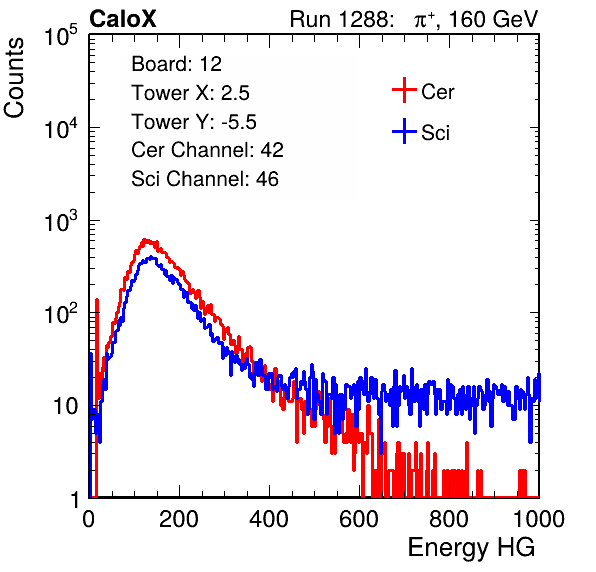 CaloX Run 1288: π⁺, 160 GeV
Counts
10⁵
10⁴
10³
10²
10
1
Board: 12
Tower X: 2.5
Tower Y: -5.5
Cer Channel: 42
Sci Channel: 46
Cer
Sci
0 200 400 600 800 1000
Energy HG